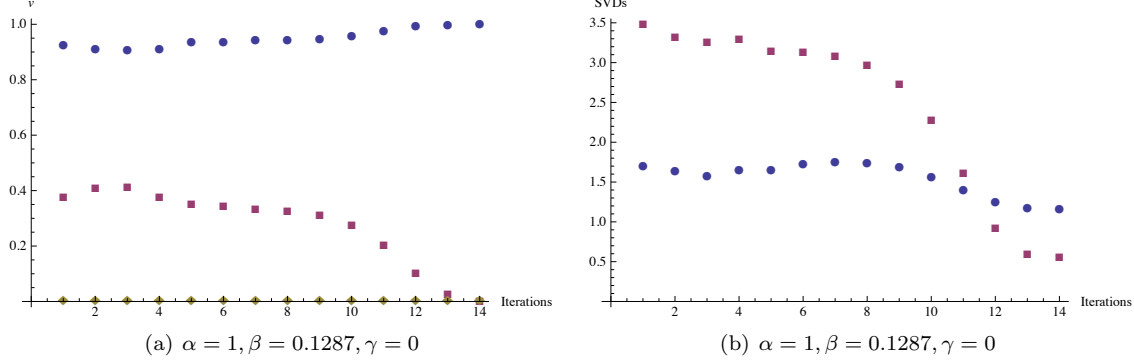 v
1.0
0.8
0.6
0.4
0.2
2 4 6 8 10 12 14
Iterations
(a) α = 1, β = 0.1287, γ = 0
SVDs
3.5
3.0
2.5
2.0
1.5
1.0
0.5
2 4 6 8 10 12 14
Iterations
(b) α = 1, β = 0.1287, γ = 0